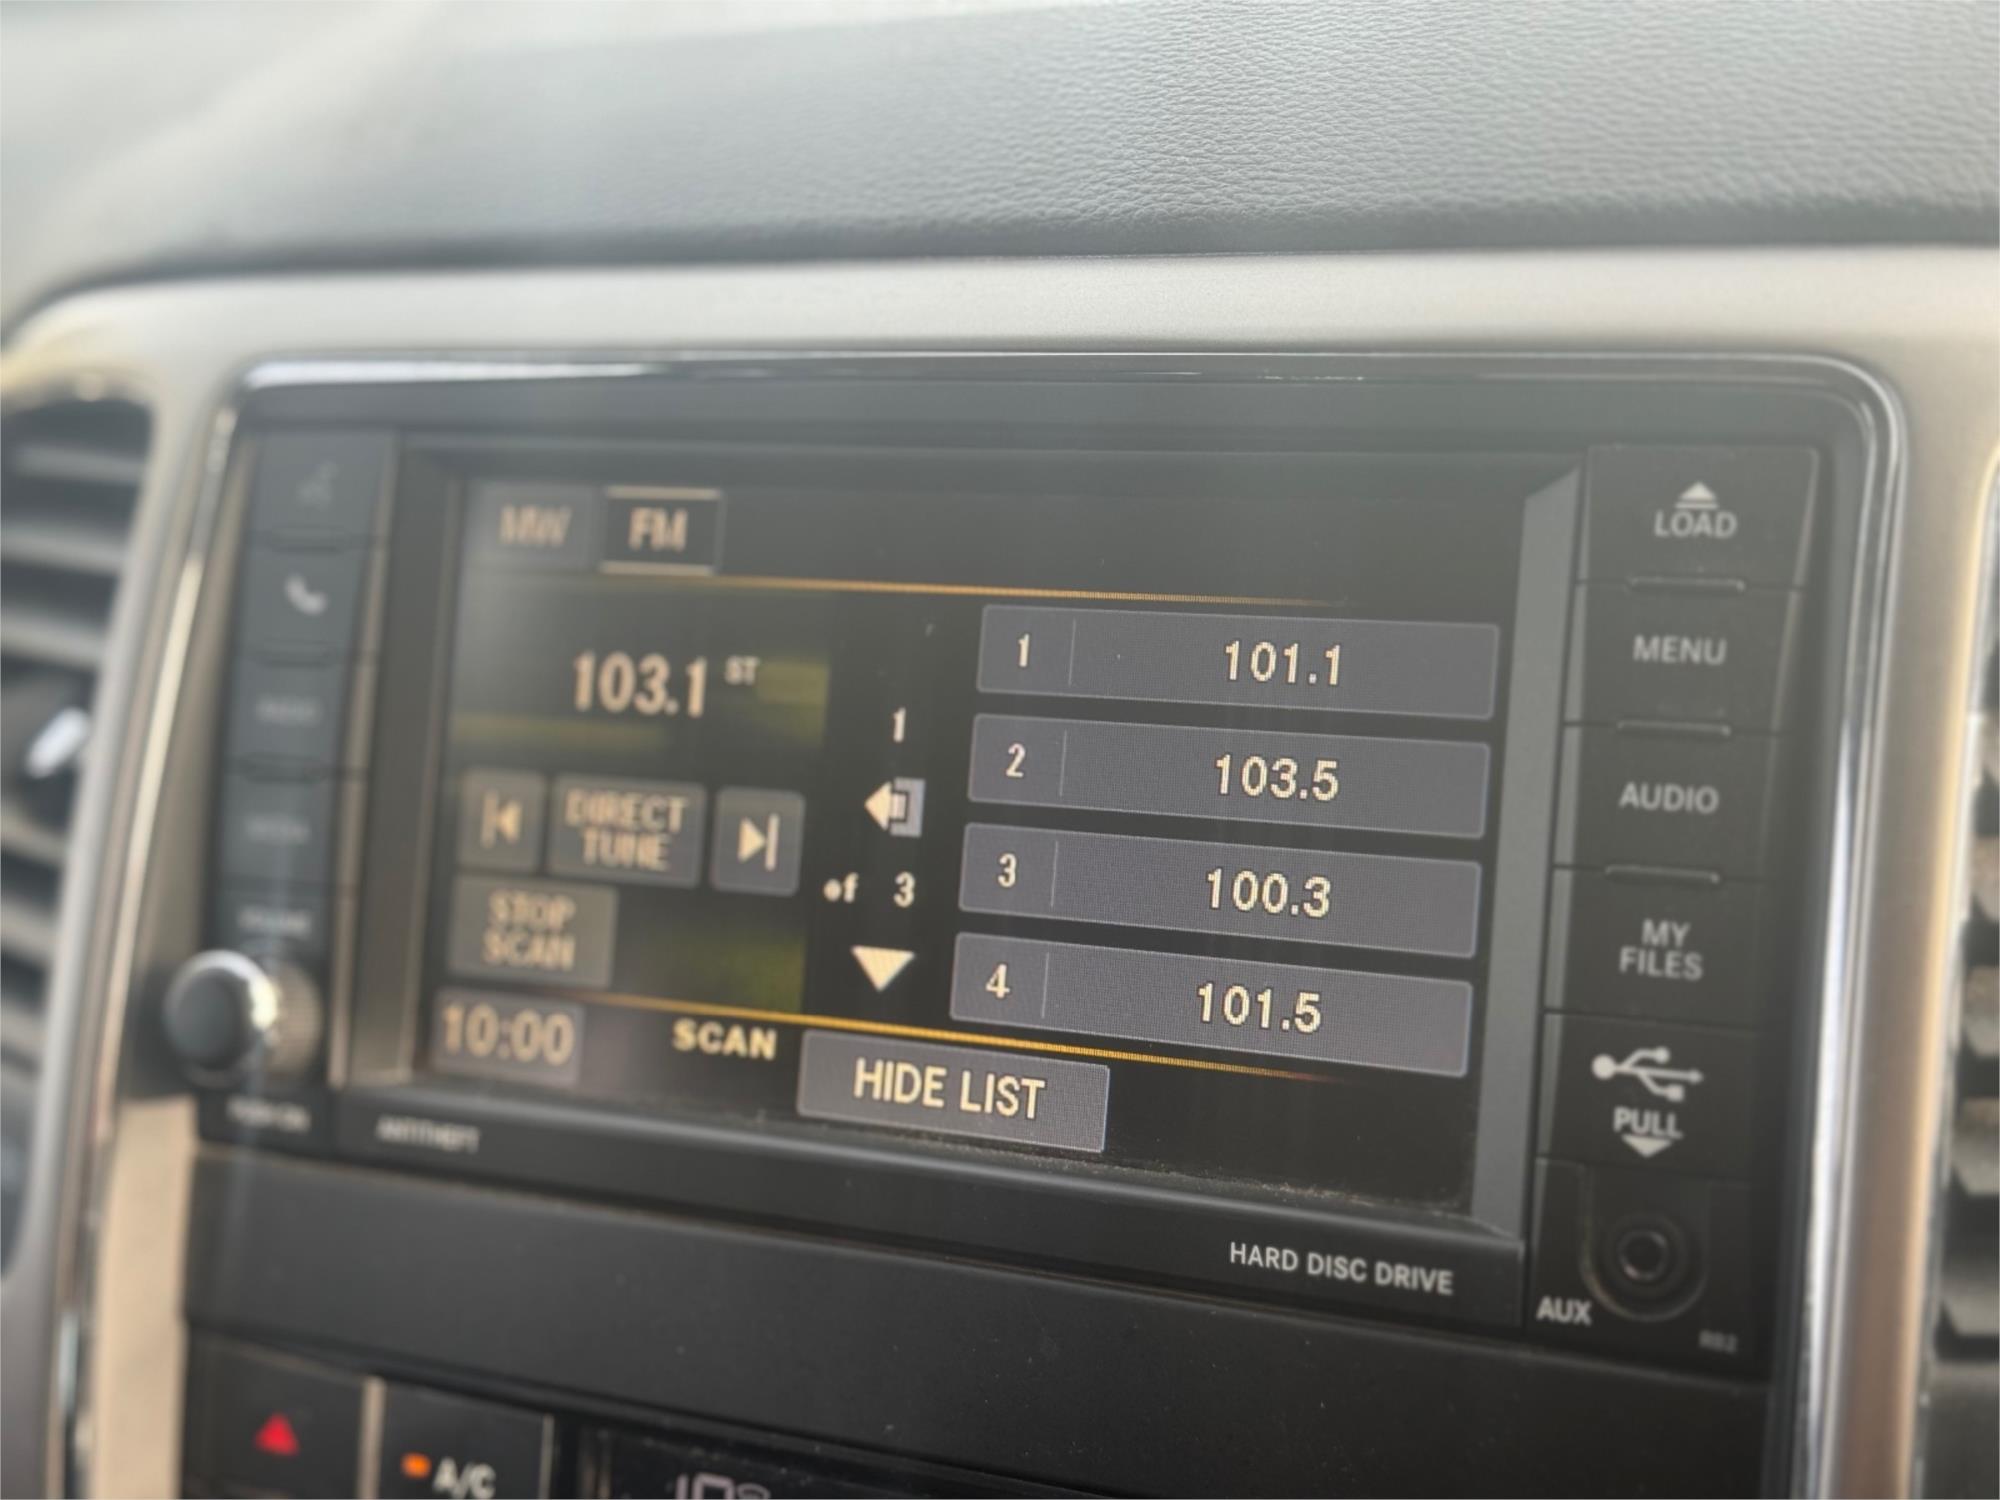 MW FM
103.1 ST
DIRECT
TUNE
STOP
SCAN
10:00 SCAN
1
of 3
1 101.1
2 103.5
3 100.3
4 101.5
HIDE LIST
LOAD
MENU
AUDIO
MY
FILES
PULL
AUX
ANTITHEFT
HARD DISC DRIVE
A/C